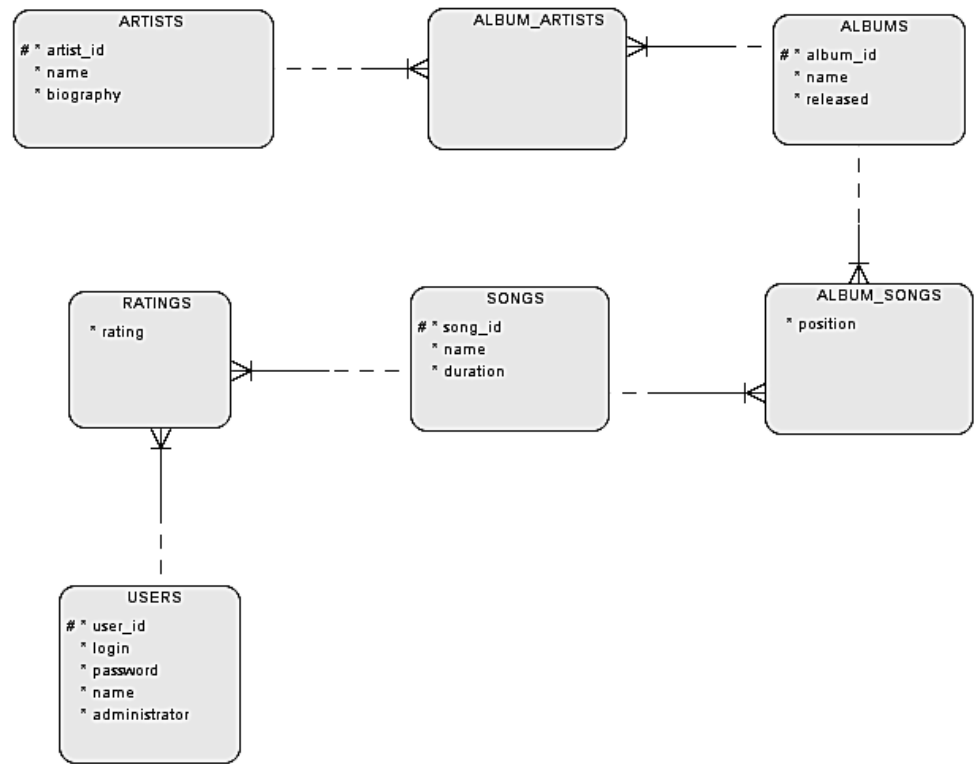 ARTISTS
# * artist_id
* name
* biography
ALBUM_ARTISTS
ALBUMS
# * album_id
* name
* released
RATINGS
* rating
SONGS
# * song_id
* name
* duration
ALBUM_SONGS
* position
USERS
# * user_id
* login
* password
* name
* administrator